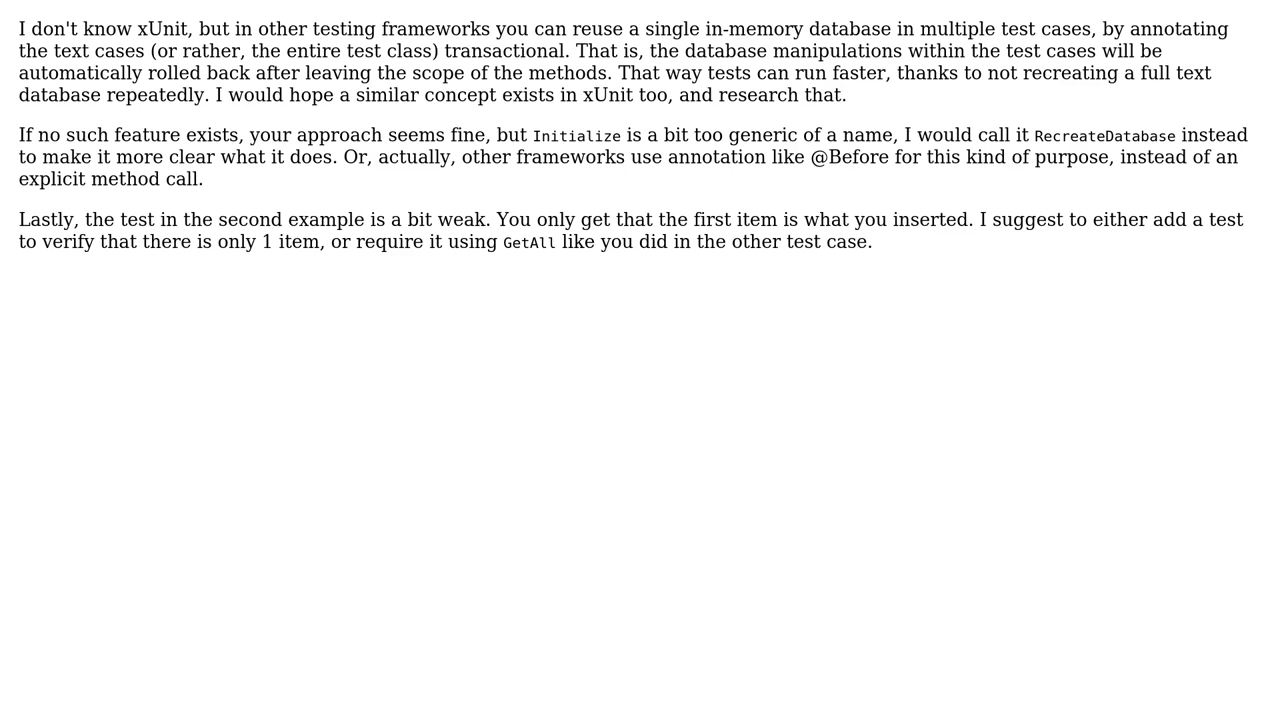 I don't know xUnit, but in other testing frameworks you can reuse a single in-memory database in multiple test cases, by annotating
the text cases (or rather, the entire test class) transactional. That is, the database manipulations within the test cases will be
automatically rolled back after leaving the scope of the methods. That way tests can run faster, thanks to not recreating a full text
database repeatedly. I would hope a similar concept exists in xUnit too, and research that.
If no such feature exists, your approach seems fine, but Initialize is a bit too generic of a name, I would call it RecreateDatabase instead
to make it more clear what it does. Or, actually, other frameworks use annotation like @Before for this kind of purpose, instead of an
explicit method call.
Lastly, the test in the second example is a bit weak. You only get that the first item is what you inserted. I suggest to either add a test
to verify that there is only 1 item, or require it using GetAll like you did in the other test case.